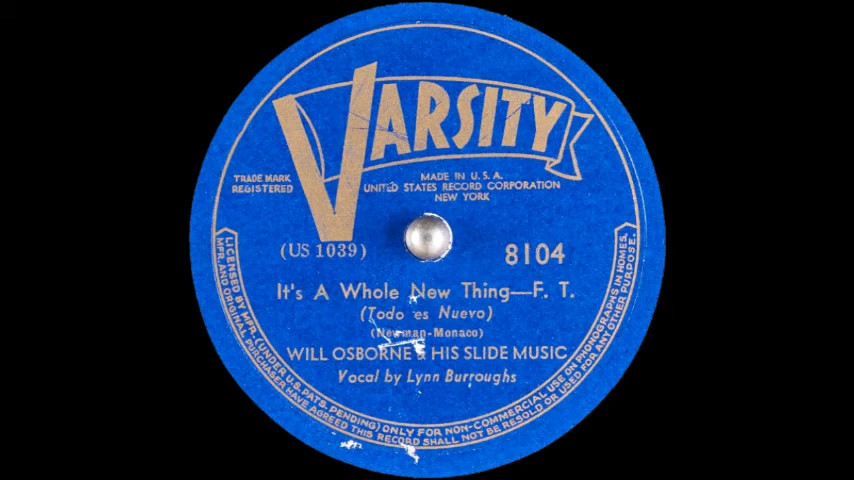 VARSITY
TRADE MARK
REGISTERED
MADE IN U.S.A.
UNITED STATES RECORD CORPORATION
NEW YORK
(US 1039)
8104
It's A Whole New Thing—F. T.
(Todo es Nuevo)
(Newman-Monaco)
WILL OSBORNE & HIS SLIDE MUSIC
Vocal by Lynn Burroughs
LICENSED BY MFR. (UNDER U.S. PATS. PENDING) ONLY FOR NON-COMMERCIAL USE ON PHONOGRAPHS IN HOMES.
MFR. AND ORIGINAL PURCHASER HAVE AGREED THIS RECORD SHALL NOT BE RESOLD OR USED FOR ANY OTHER PURPOSE.